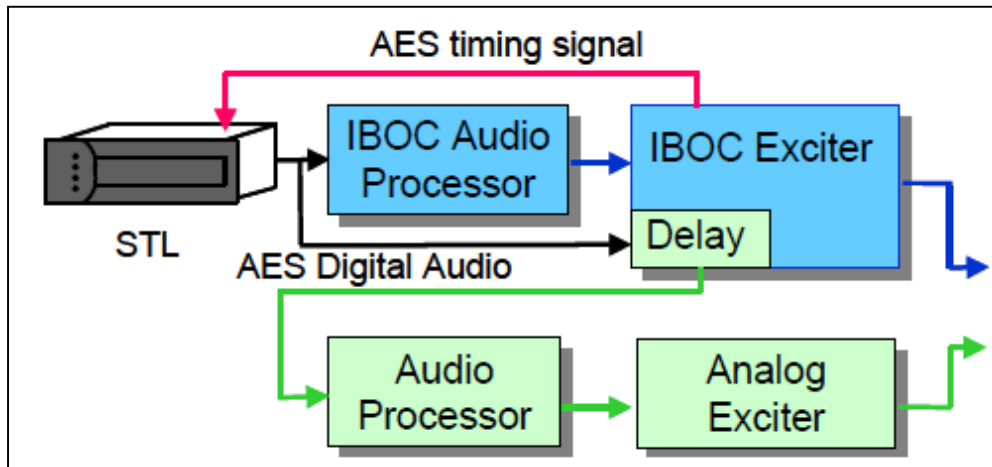 AES timing signal
IBOC Audio
Processor
IBOC Exciter
STL
Delay
AES Digital Audio
Audio
Processor
Analog
Exciter